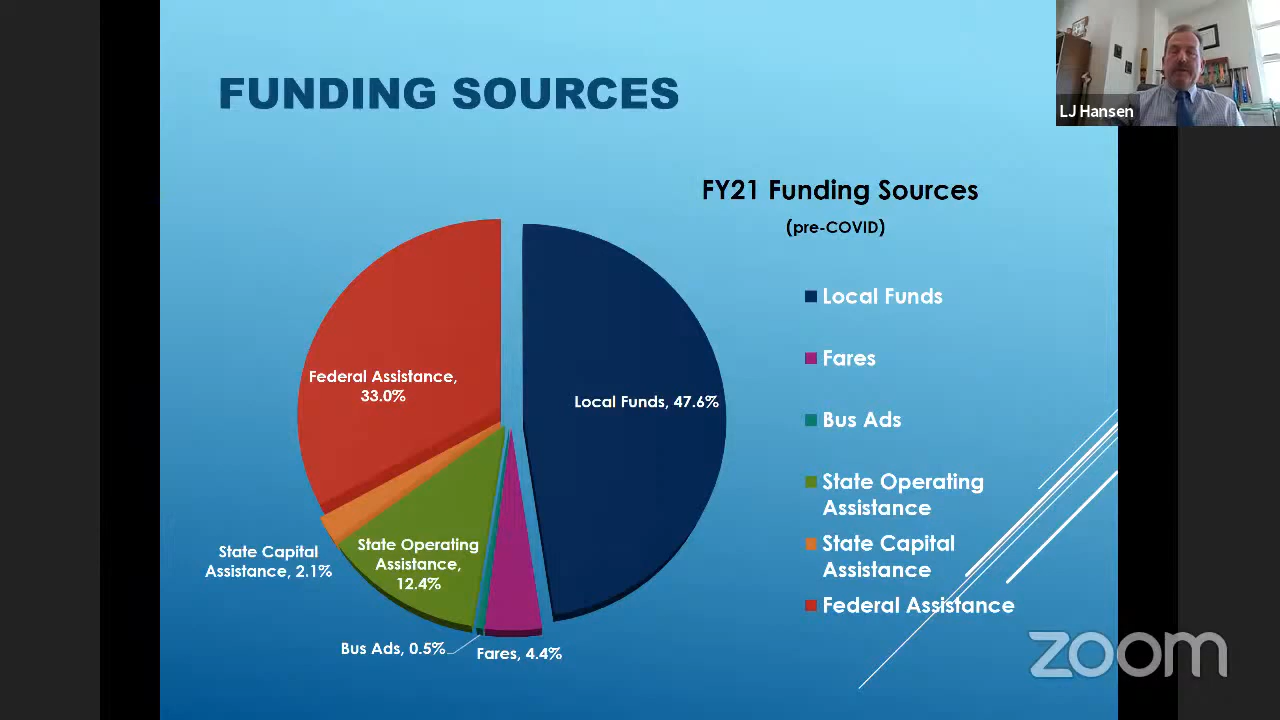 FUNDING SOURCES
LJ Hansen
FY21 Funding Sources
(pre-COVID)
Local Funds
Fares
Bus Ads
State Operating
Assistance
State Capital
Assistance
Federal Assistance
Federal Assistance,
33.0%
Local Funds, 47.6%
State Operating
Assistance,
12.4%
State Capital
Assistance, 2.1%
Bus Ads, 0.5%
Fares, 4.4%
zoom